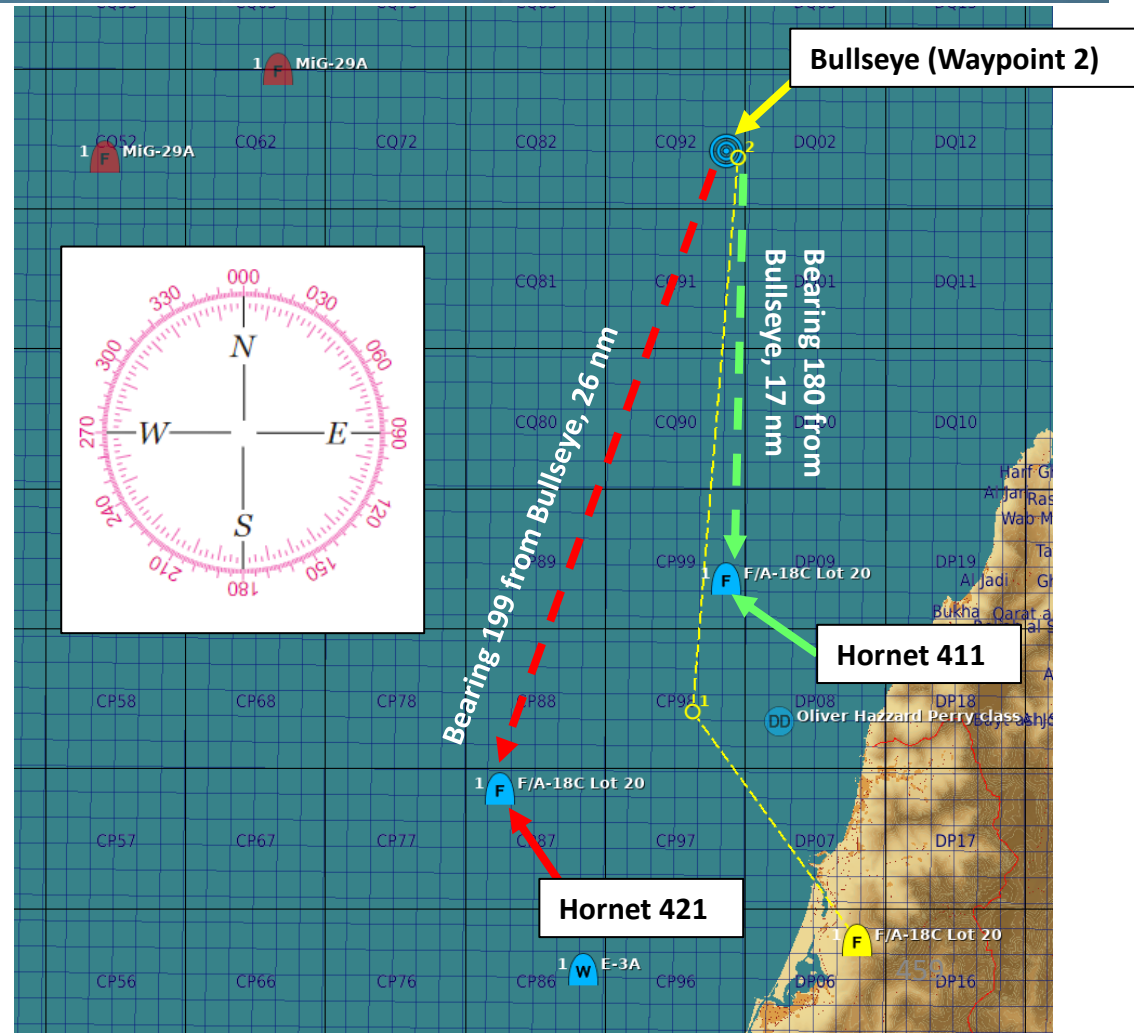 Bullseye (Waypoint 2)
1 MiG-29A
CQ52 CQ62 CQ72 CQ82 CQ92 2 DQ02 DQ12
1 MiG-29A
000
330 030
300 060
270 090
240 120
210 150
180
N
W E
S
CQ81 CQ91 DQ01 DQ11
Bearing 180 from
Bullseye, 17 nm
Bearing 199 from Bullseye, 26 nm
CQ80 CQ90 DQ10
CP99 DP09 DP19
1 F F/A-18C Lot 20
Al Jadi
Bukha
Hornet 411
CP58 CP68 CP78 CP88 1 DP08 DP18
DD Oliver Hazzard Perry class
1 F F/A-18C Lot 20
CP57 CP67 CP77 CP87 CP97 DP07 DP17
Hornet 421
1 F F/A-18C Lot 20
1 W E-3A
CP56 CP66 CP76 CP86 CP96 DP06 DP16
459